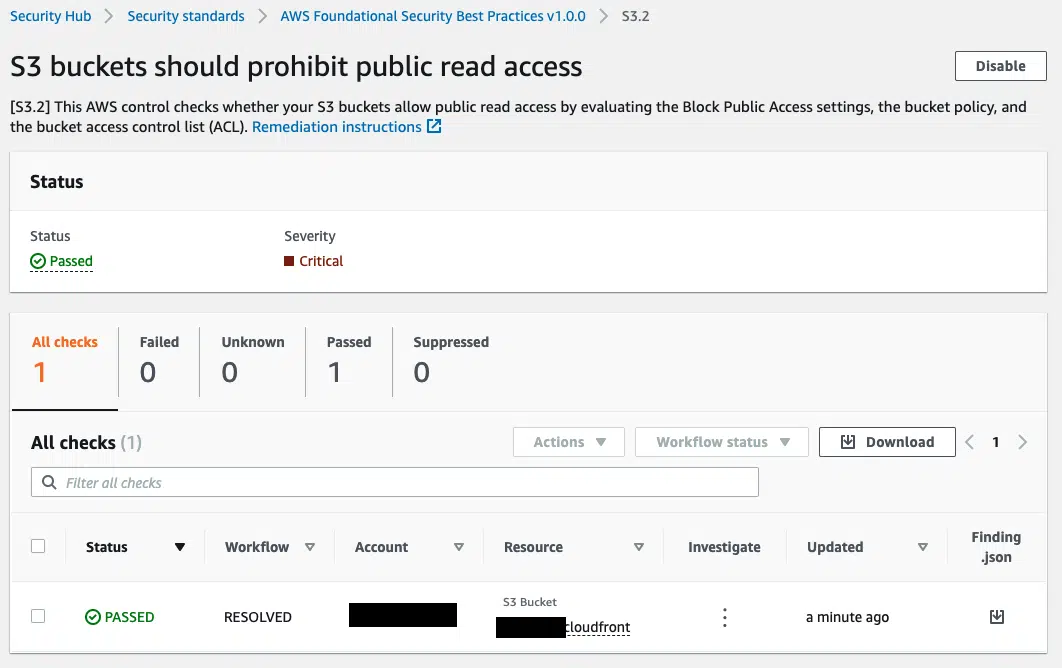 Security Hub > Security standards > AWS Foundational Security Best Practices v1.0.0 > S3.2
S3 buckets should prohibit public read access
Disable
[S3.2] This AWS control checks whether your S3 buckets allow public read access by evaluating the Block Public Access settings, the bucket policy, and
the bucket access control list (ACL). Remediation instructions
Status
Status Severity
Passed Critical
All checks Failed Unknown Passed Suppressed
1 0 0 1 0
All checks (1) Actions Workflow status Download 1
Filter all checks
Status Workflow Account Resource Investigate Updated Finding
.json
S3 Bucket
PASSED RESOLVED cloudfront a minute ago